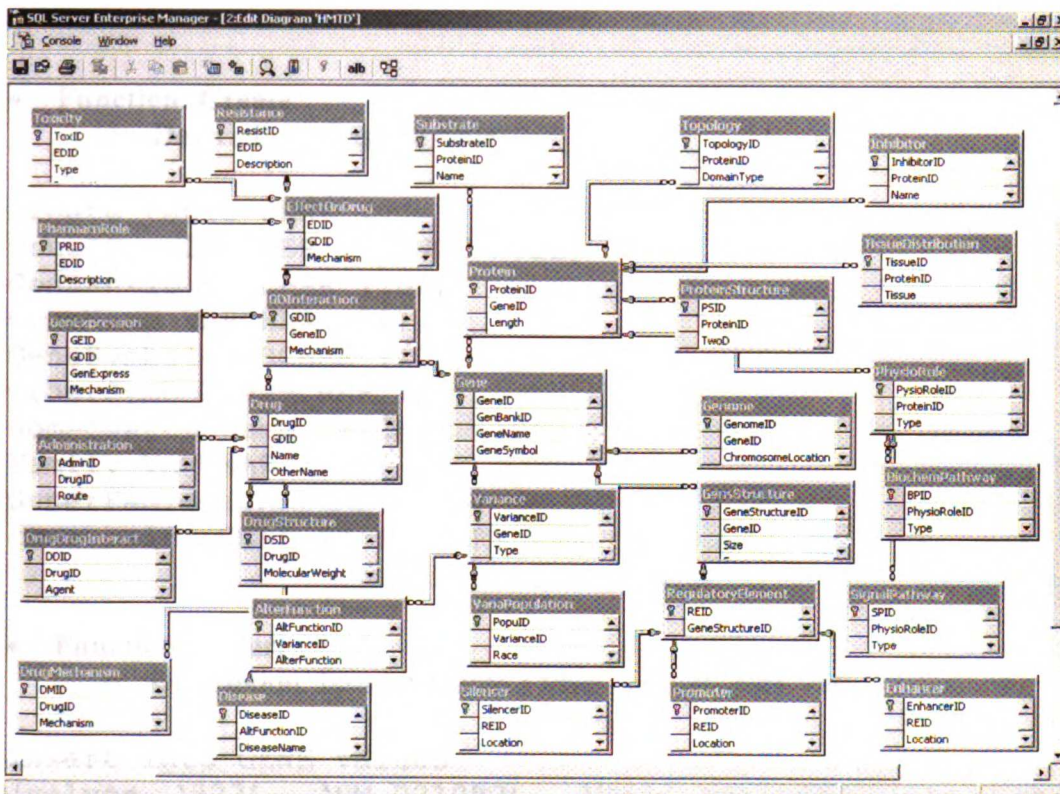 SQL Server Enterprise Manager - [2:Edit Diagram 'HMTD']
Console Window Help
Toxicity
ToxID
EDID
Type
Resistance
ResistID
EDID
Description
Substrate
SubstrateID
ProteinID
Name
Topology
TopologyID
ProteinID
DomainType
Inhibitor
InhibitorID
ProteinID
Name
PharmamRole
PRID
EDID
Description
EffectOnDrug
EDID
GDID
Mechanism
Protein
ProteinID
GeneID
Length
ProteinStructure
PSID
ProteinID
TwoD
TissueDistribution
TissueID
ProteinID
Tissue
GenExpression
GEID
GDID
GenExpress
Mechanism
GDInteraction
GDID
GeneID
Mechanism
Gene
GeneID
GenBankID
GeneName
GeneSymbol
Genome
GenomeID
GeneID
ChromosomeLocation
PhysioRole
PysioRoleID
ProteinID
Type
Administration
AdminID
DrugID
Route
Drug
DrugID
GDID
Name
OtherName
Variance
VarianceID
GeneID
Type
GensStructure
GeneStructureID
GeneID
Size
BiochemPathway
BPID
PhysioRoleID
Type
DrugDrugInteract
DDID
DrugID
Agent
DrugStructure
DSID
DrugID
MolecularWeight
AlterFunction
AltFunctionID
VarianceID
AlterFunction
VariaPopulation
PopuID
VarianceID
Race
RegulatoryElement
REID
GeneStructureID
SignalPathway
SPID
PhysioRoleID
Type
DrugMechanism
DMID
DrugID
Mechanism
Disease
DiseaseID
AltFunctionID
DiseaseName
Silencer
SilencerID
REID
Location
Promoter
PromoterID
REID
Location
Enhancer
EnhancerID
REID
Location